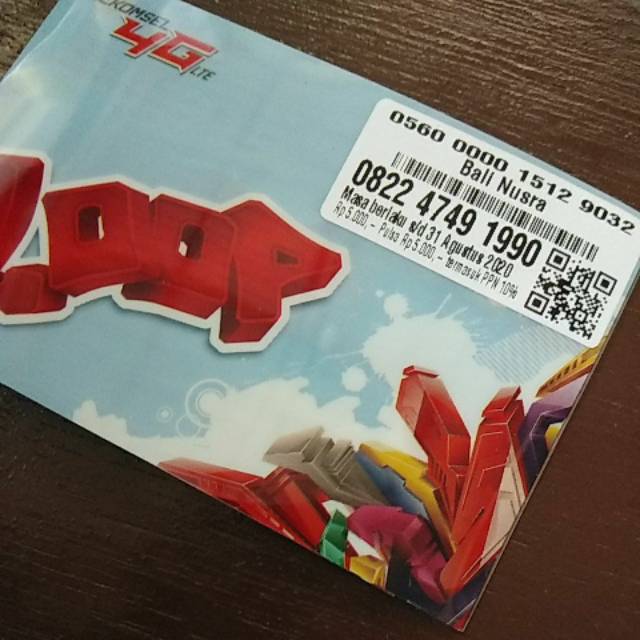 KOMSEL
4G LTE
LOOP
0560 0000 1512 9032
Bali Nusra
0822 4749 1990
Masa berlaku s/d 31 Agustus 2020
Rp 5.000,- Pulsa Rp 5.000,- termasuk PPN 10%